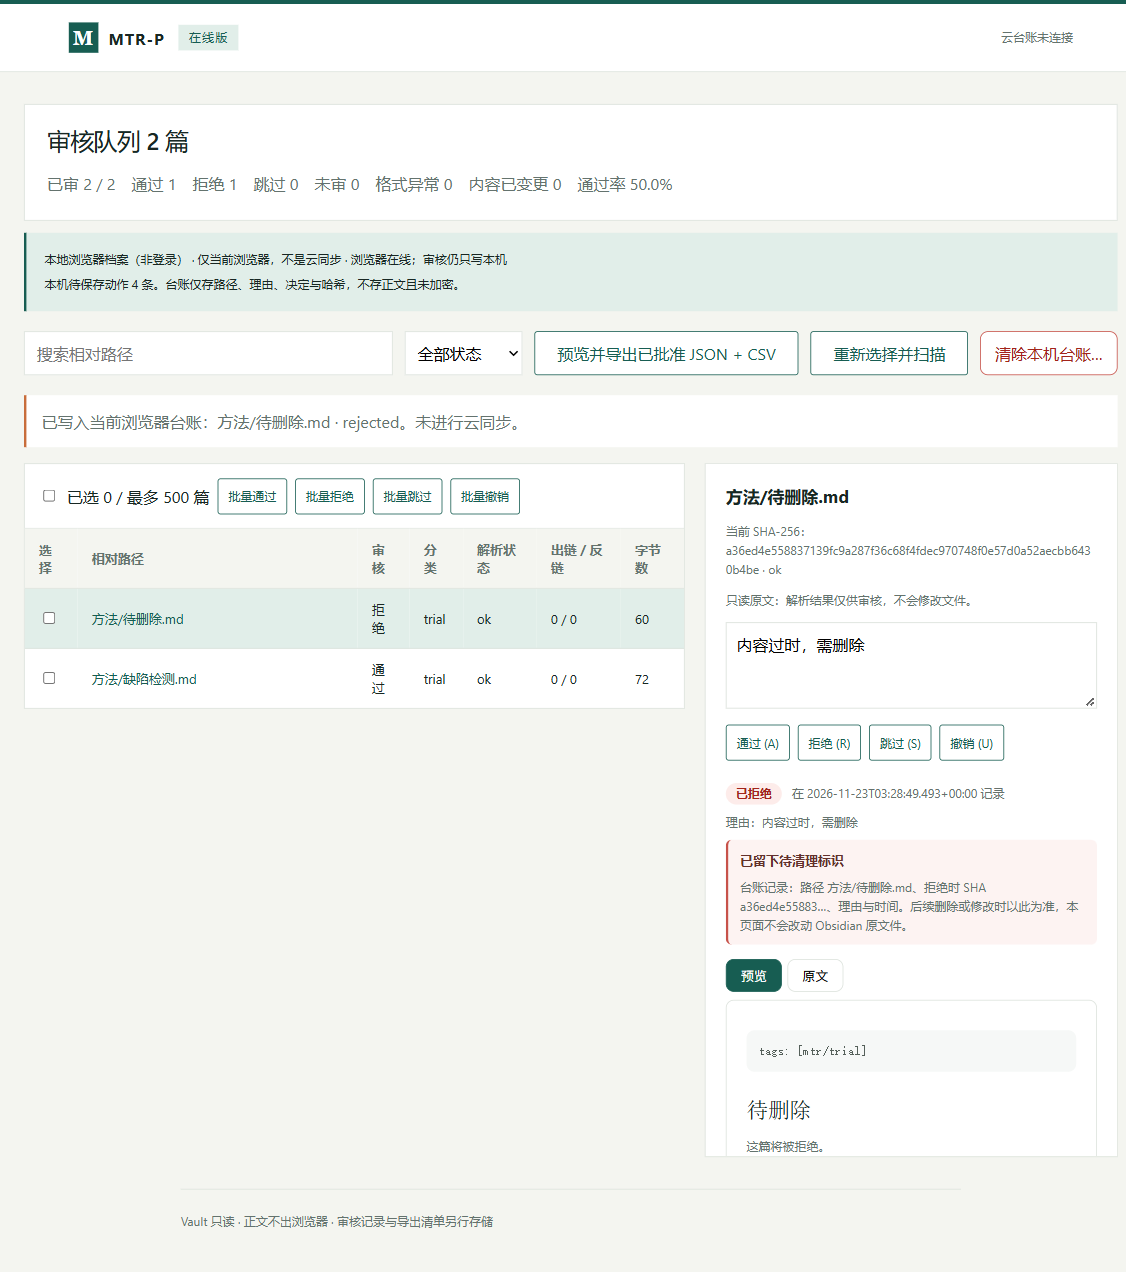 M MTR-P 在线版 云台账未连接
审核队列 2 篇
已审 2 / 2 通过 1 拒绝 1 跳过 0 未审 0 格式异常 0 内容已变更 0 通过率 50.0%
本地浏览器档案（非登录） · 仅当前浏览器，不是云同步 · 浏览器在线；审核仍只写本机
本机待保存动作 4 条。台账仅存路径、理由、决定与哈希，不存正文且未加密。
搜索相对路径 全部状态 预览并导出已批准 JSON + CSV 重新选择并扫描 清除本机台账...
已写入当前浏览器台账：方法/待删除.md · rejected。未进行云同步。
已选 0 / 最多 500 篇 批量通过 批量拒绝 批量跳过 批量撤销
选择 相对路径 审核 分类 解析状态 出链 / 反链 字节数
方法/待删除.md 拒绝 trial ok 0 / 0 60
方法/缺陷检测.md 通过 trial ok 0 / 0 72
方法/待删除.md
当前 SHA-256：
a36ed4e558837139fc9a287f36c68f4fdec970748f0e57d0a52aecbb643
0b4be · ok
只读原文：解析结果仅供审核，不会修改文件。
内容过时，需删除
通过 (A) 拒绝 (R) 跳过 (S) 撤销 (U)
已拒绝 在 2026-11-23T03:28:49.493+00:00 记录
理由：内容过时，需删除
已留下待清理标识
台账记录：路径 方法/待删除.md、拒绝时 SHA
a36ed4e55883…、理由与时间。后续删除或修改时以此为准，本
页面不会改动 Obsidian 原文件。
预览 原文
tags: [mtr/trial]
待删除
这篇将被拒绝。
Vault 只读 · 正文不出浏览器 · 审核记录与导出清单另行存储